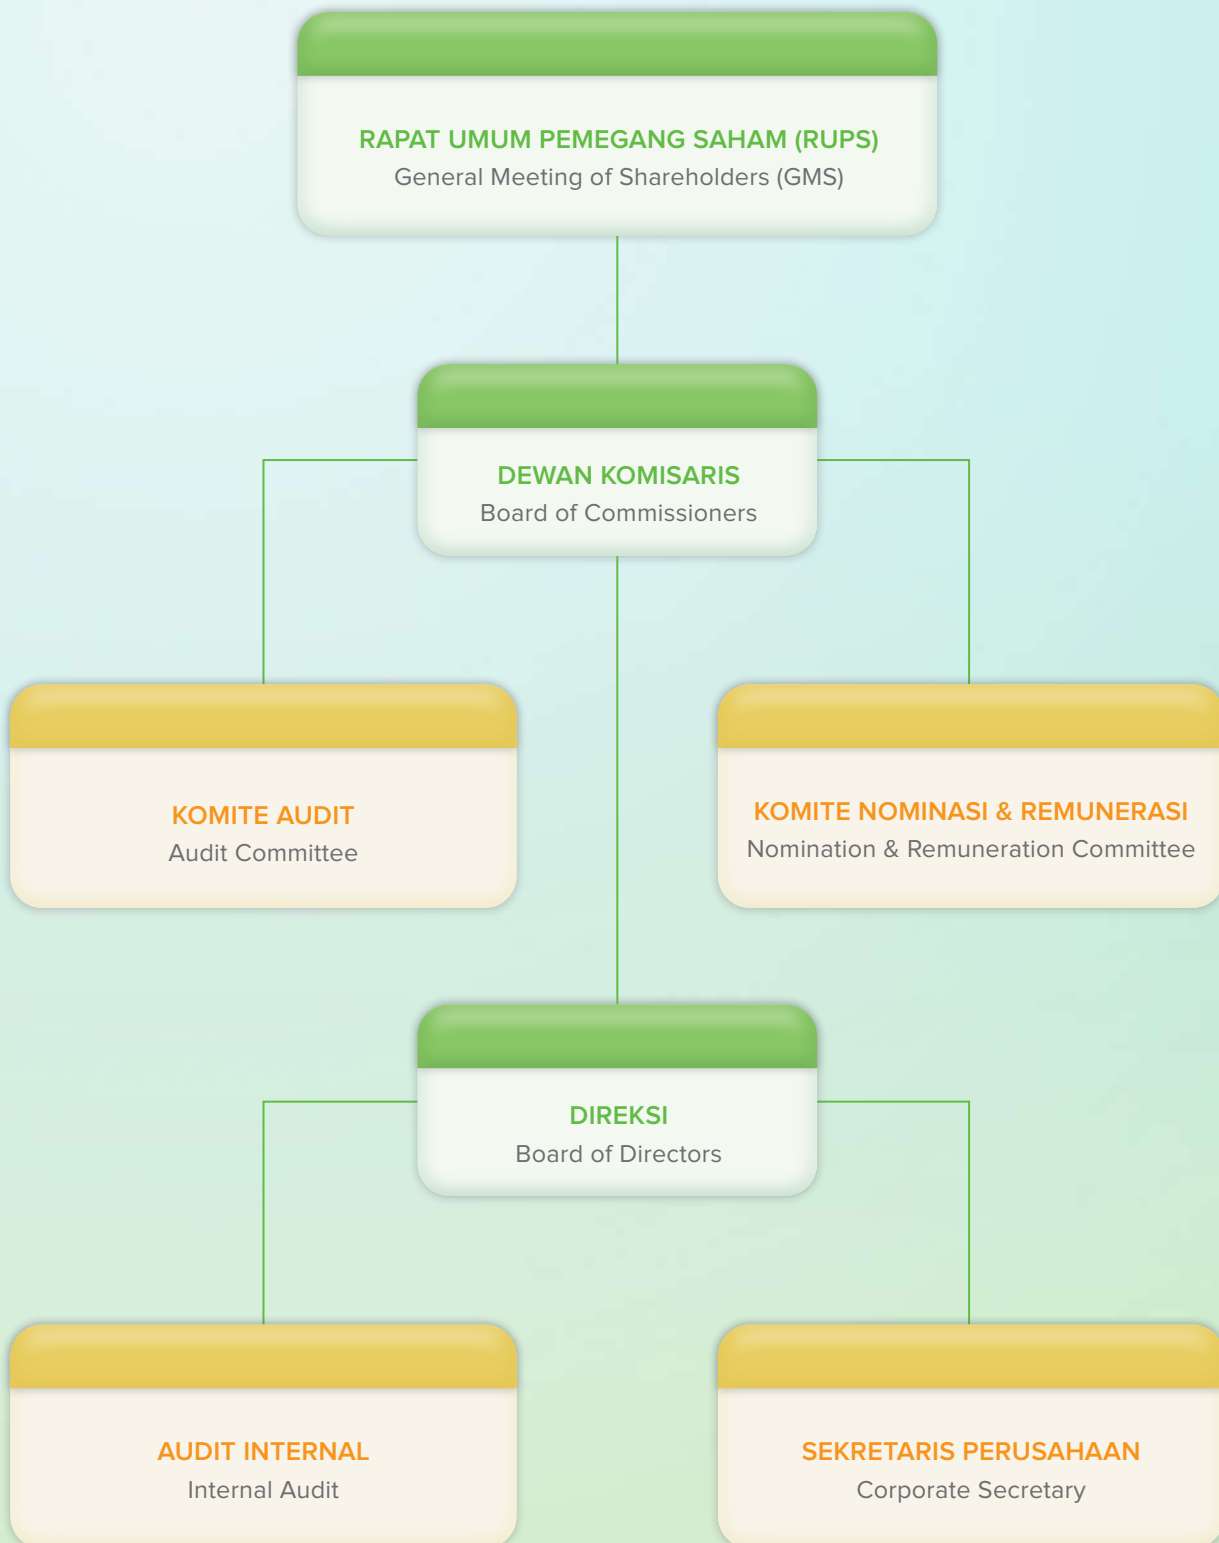 RAPAT UMUM PEMEGANG SAHAM (RUPS)
General Meeting of Shareholders (GMS)
DEWAN KOMISARIS
Board of Commissioners
KOMITE AUDIT
Audit Committee
KOMITE NOMINASI & REMUNERASI
Nomination & Remuneration Committee
DIREKSI
Board of Directors
AUDIT INTERNAL
Internal Audit
SEKRETARIS PERUSAHAAN
Corporate Secretary